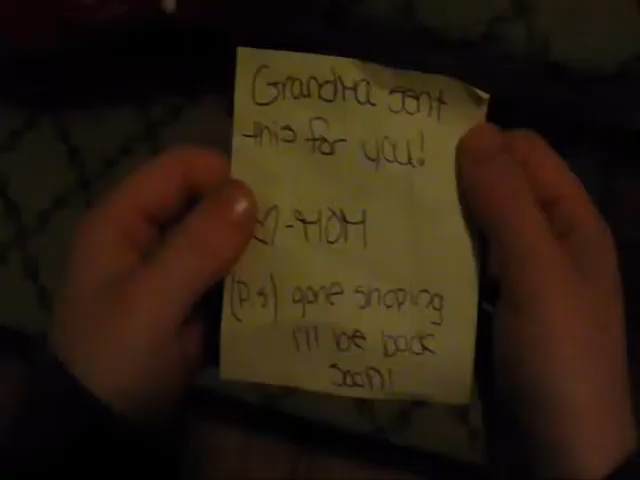 Grandma sent
this for you!
-MOM
(P.s) gone shoping
I'll be back
soon!